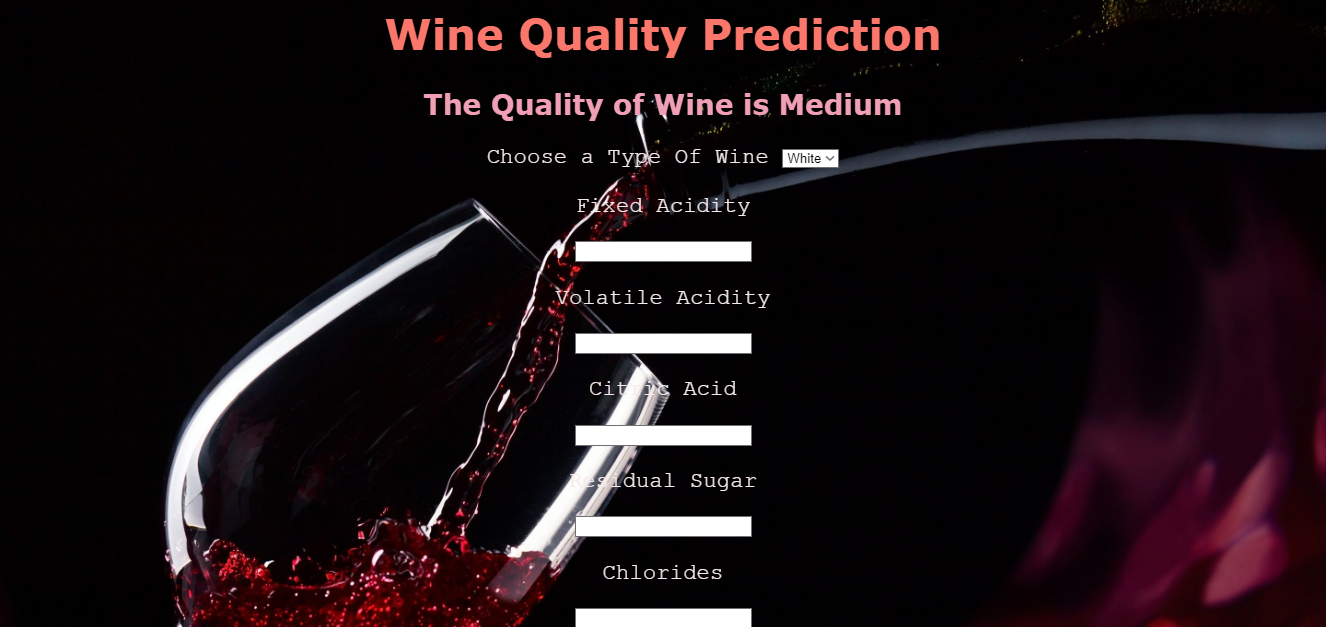 Wine Quality Prediction
The Quality of Wine is Medium
Choose a Type Of Wine White
Fixed Acidity
Volatile Acidity
Citric Acid
Residual Sugar
Chlorides